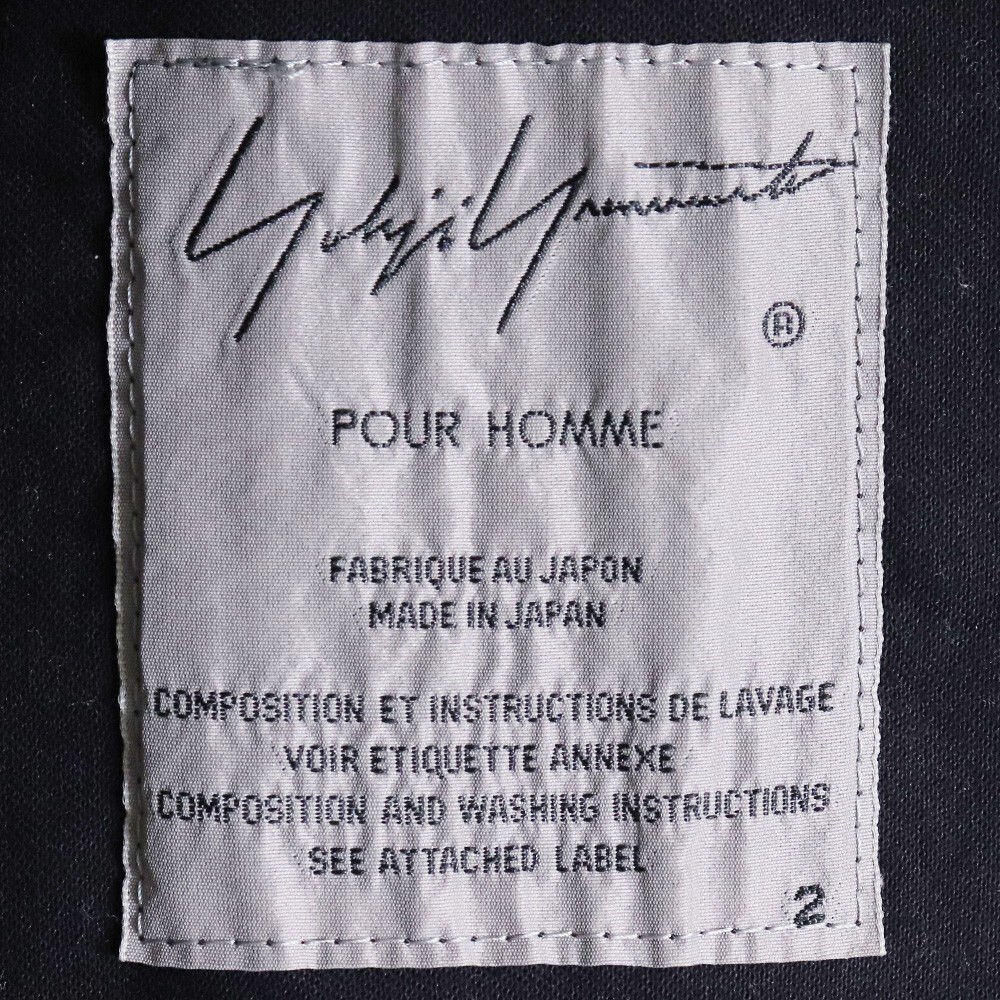 Yohji Yamamoto
®
POUR HOMME
FABRIQUE AU JAPON
MADE IN JAPAN
COMPOSITION ET INSTRUCTIONS DE LAVAGE
VOIR ETIQUETTE ANNEXE
COMPOSITION AND WASHING INSTRUCTIONS
SEE ATTACHED LABEL
2